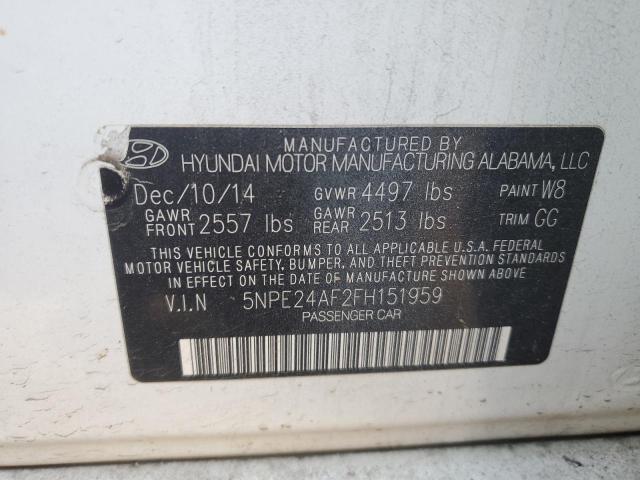 MANUFACTURED BY
HYUNDAI MOTOR MANUFACTURING ALABAMA, LLC
Dec/10/14 GVWR 4497 lbs PAINT W8
GAWR FRONT 2557 lbs GAWR REAR 2513 lbs TRIM GG
THIS VEHICLE CONFORMS TO ALL APPLICABLE U.S.A. FEDERAL
MOTOR VEHICLE SAFETY, BUMPER, AND THEFT PREVENTION STANDARDS
IN EFFECT ON THE DATE OF MANUFACTURE SHOWN ABOVE.
V.I.N 5NPE24AF2FH151959
PASSENGER CAR